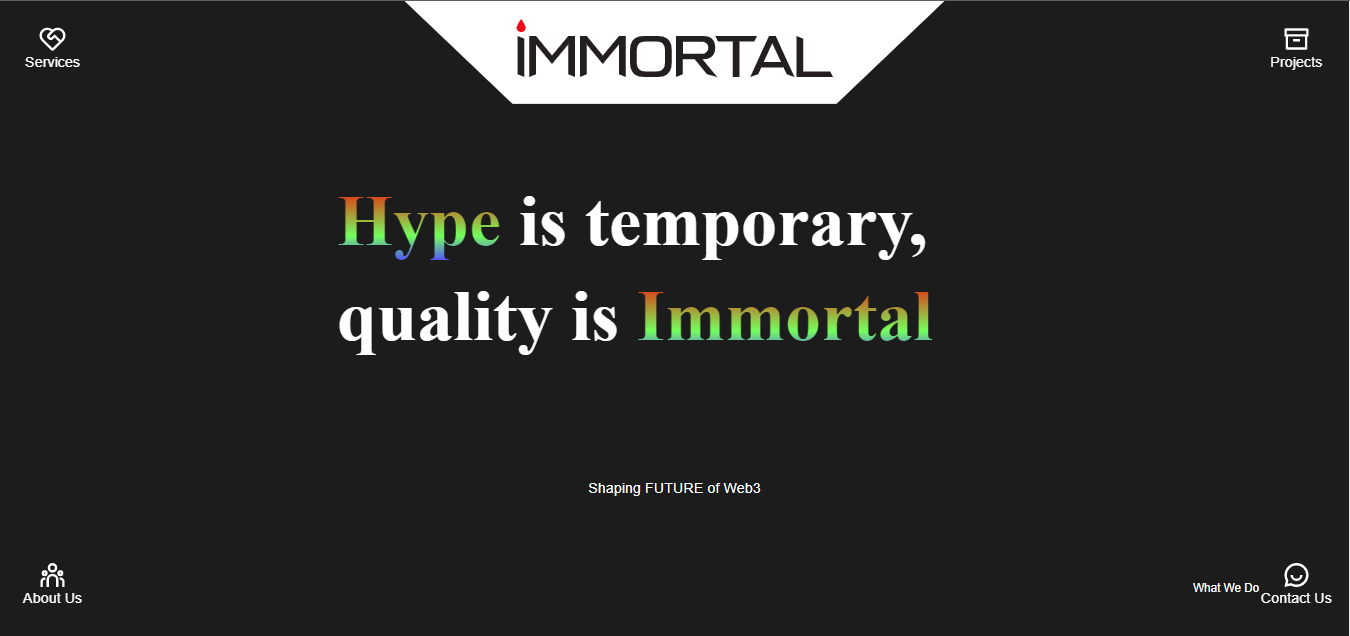 IMMORTAL
Services
Projects
Hype is temporary,
quality is Immortal
Shaping FUTURE of Web3
About Us
What We Do
Contact Us